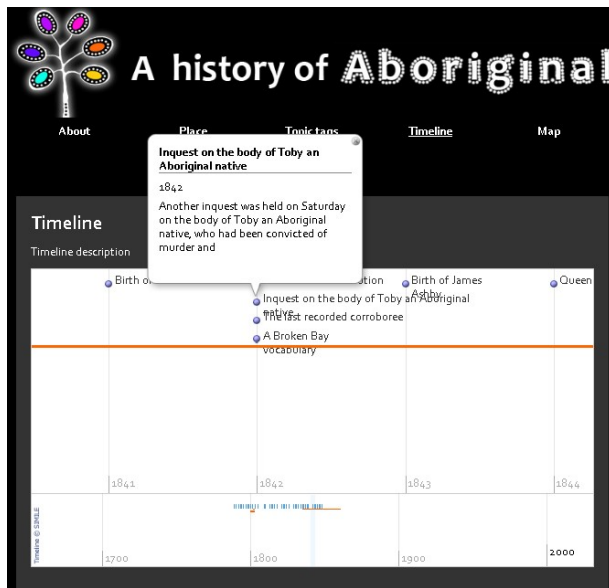 A history of Aboriginal
About Place Topic tags Timeline Map
Inquest on the body of Toby an
Aboriginal native
1842
Another inquest was held on Saturday
on the body of Toby an Aboriginal
native, who had been convicted of
murder and
Timeline
Timeline description
Birth of
Birth of James
Ashby
Queen
Inquest on the body of Toby an Aboriginal
native
The last recorded corroboree
A Broken Bay
vocabulary
1841 1842 1843 1844
Timeline © SIMILE
1700 1800 1900 2000